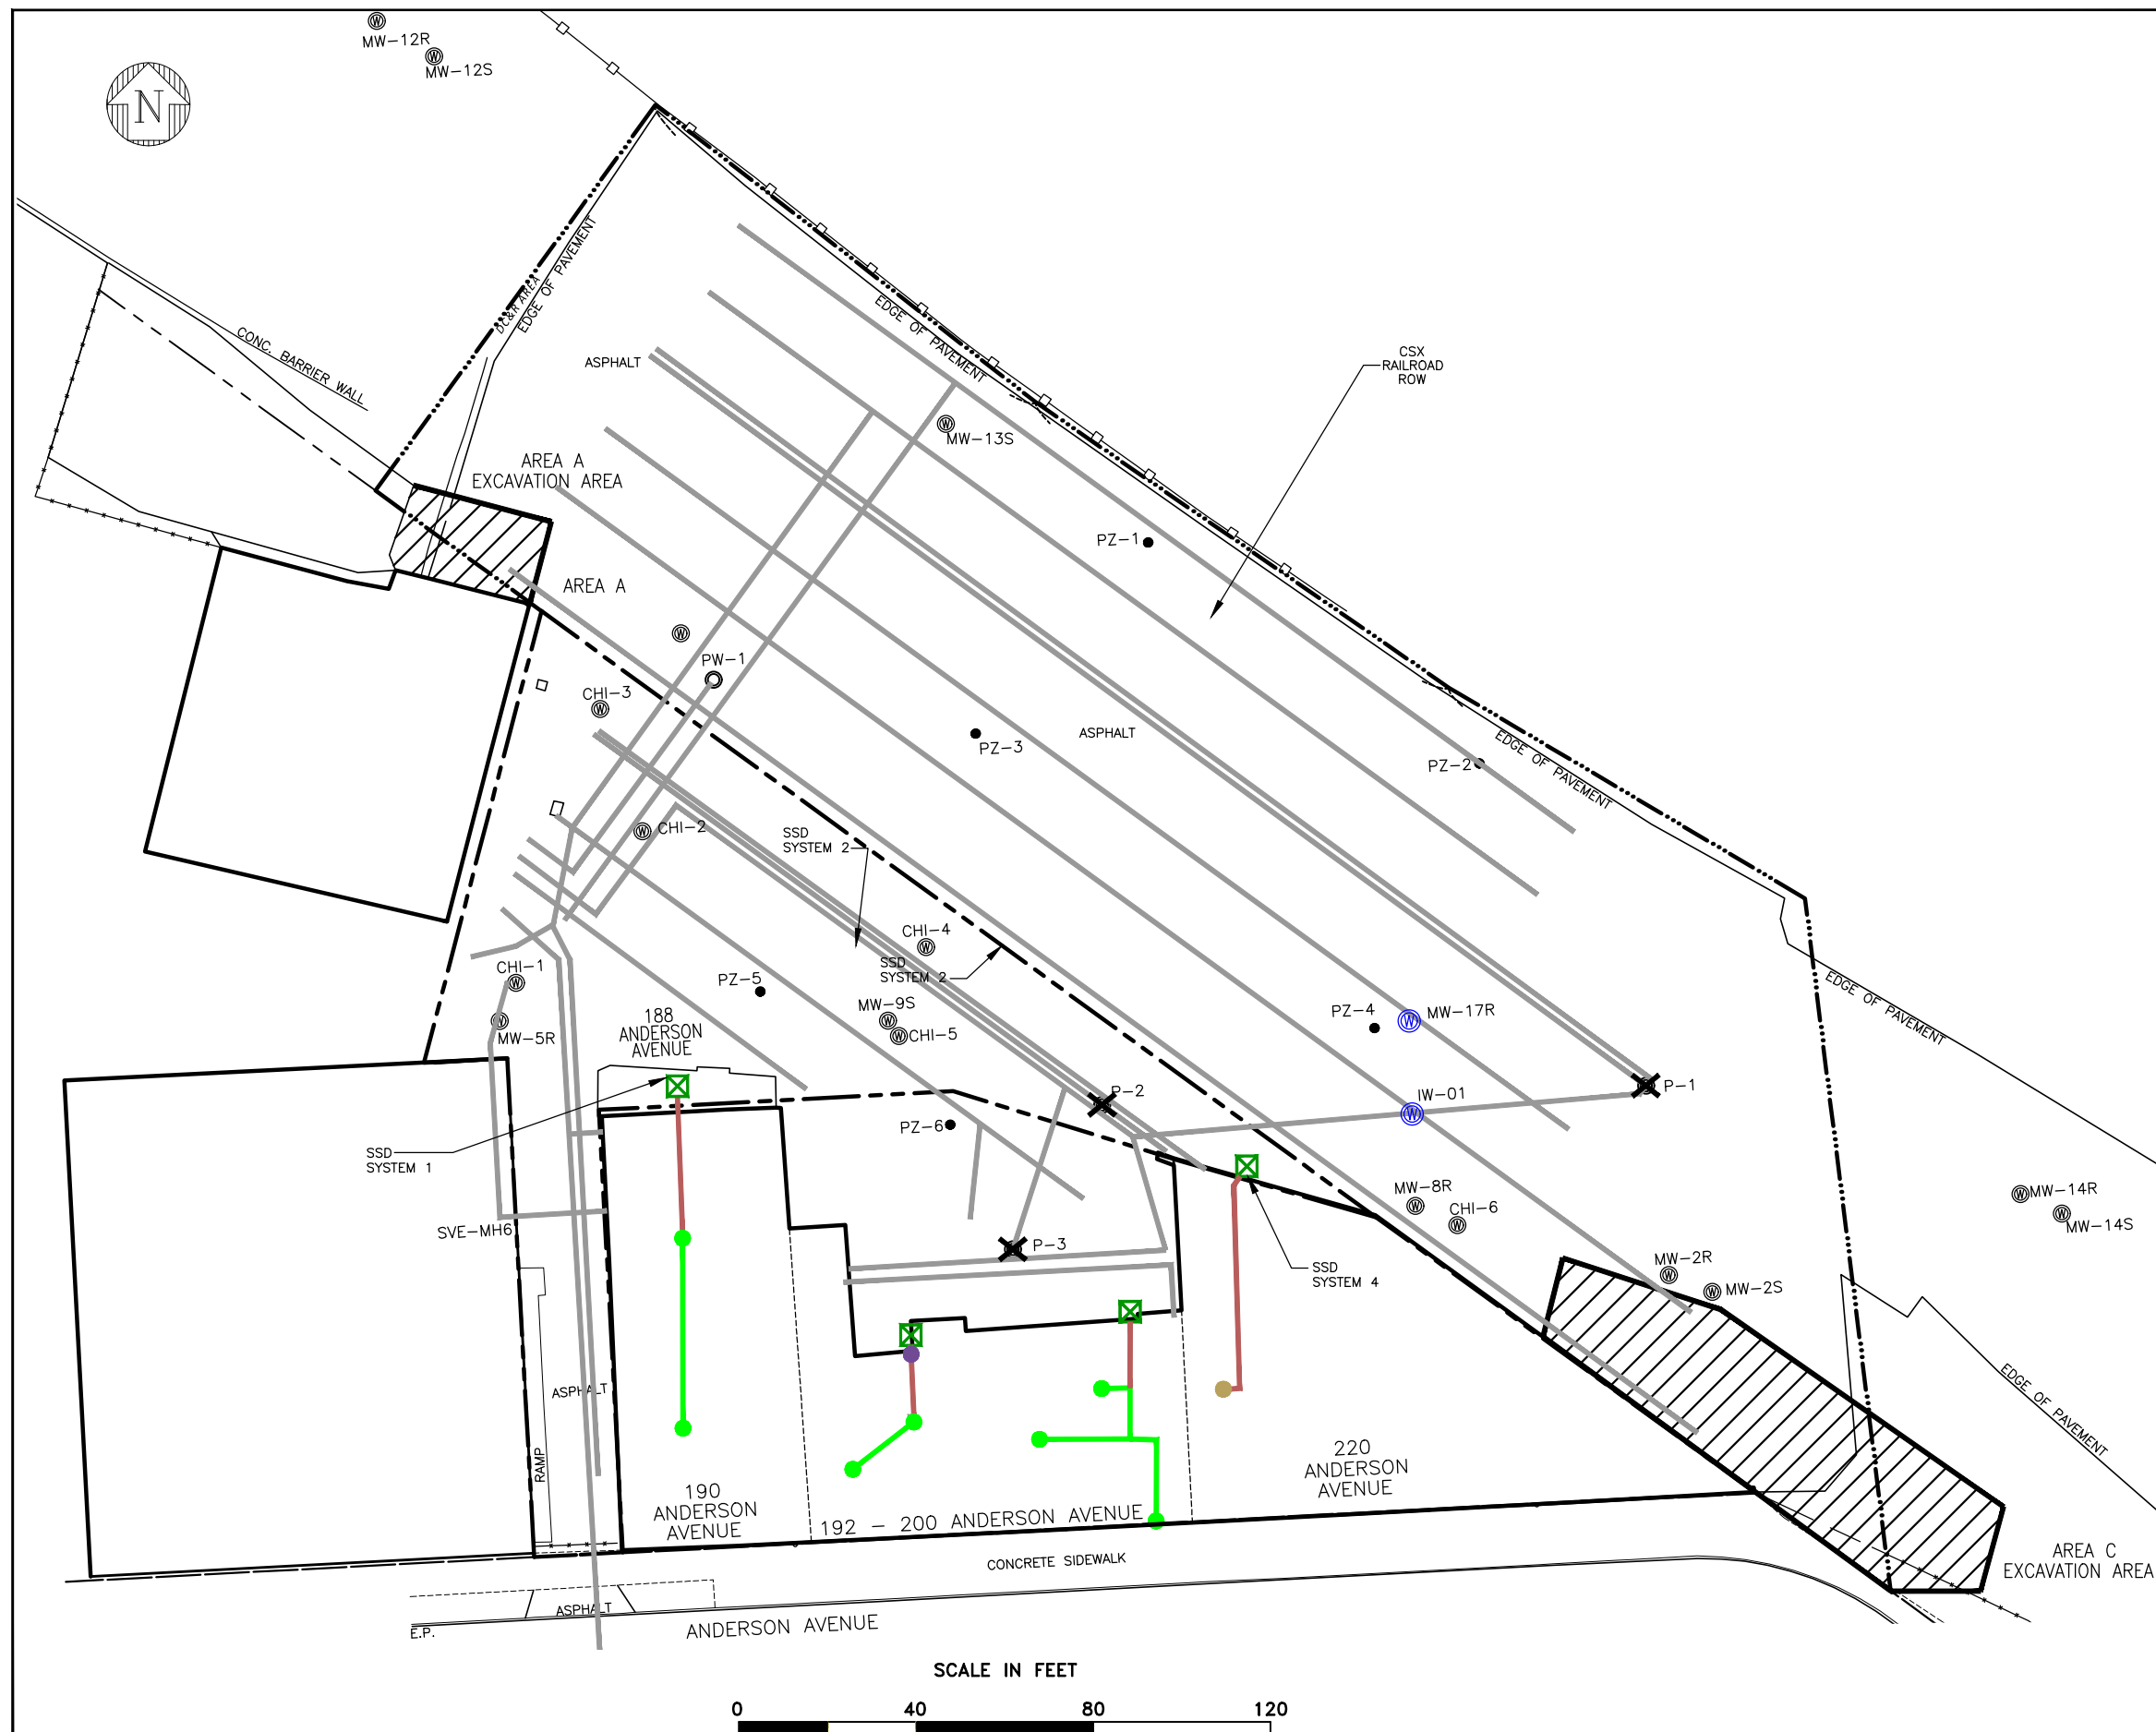 MW-12R
MW-12S
N
EDGE OF PAVEMENT
DC&R AREA
CONC. BARRIER WALL
EDGE OF PAVEMENT
ASPHALT
CSX
RAILROAD
ROW
MW-13S
AREA A
EXCAVATION AREA
PZ-1
AREA A
PW-1
CHI-3
PZ-3
ASPHALT
PZ-2
EDGE OF PAVEMENT
CHI-2
SSD
SYSTEM 2
CHI-4
SSD
SYSTEM 2
CHI-1
PZ-5
MW-9S
CHI-5
MW-5R
188
ANDERSON
AVENUE
PZ-4
MW-17R
EDGE OF PAVEMENT
P-2
IW-01
P-1
PZ-6
SSD
SYSTEM 1
MW-8R
CHI-6
MW-14R
MW-14S
SVE-MH6
P-3
SSD
SYSTEM 4
MW-2R
MW-2S
ASPHALT
RAMP
EDGE OF PAVEMENT
190
ANDERSON
AVENUE
192 - 200 ANDERSON AVENUE
220
ANDERSON
AVENUE
CONCRETE SIDEWALK
AREA C
EXCAVATION AREA
ASPHALT
E.P.
ANDERSON AVENUE
SCALE IN FEET
0 40 80 120